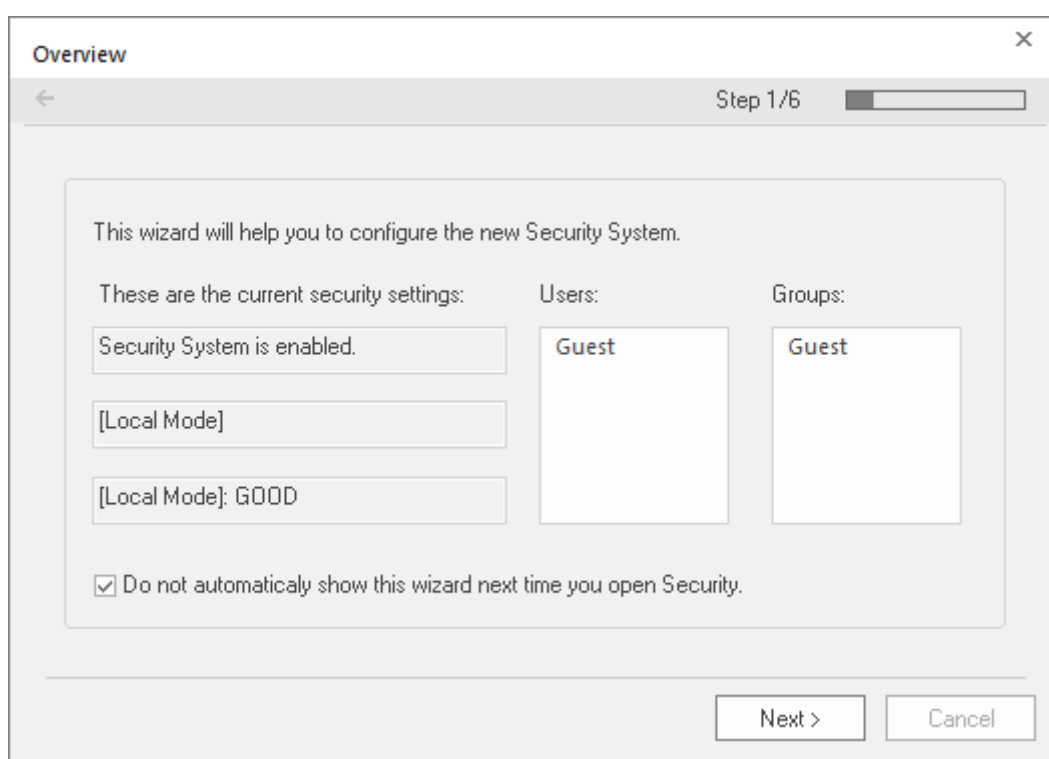 Overview
Step 1/6
This wizard will help you to configure the new Security System.
These are the current security settings: Users: Groups:
Security System is enabled. Guest Guest
[Local Mode]
[Local Mode]: GOOD
Do not automaticaly show this wizard next time you open Security.
Next > Cancel